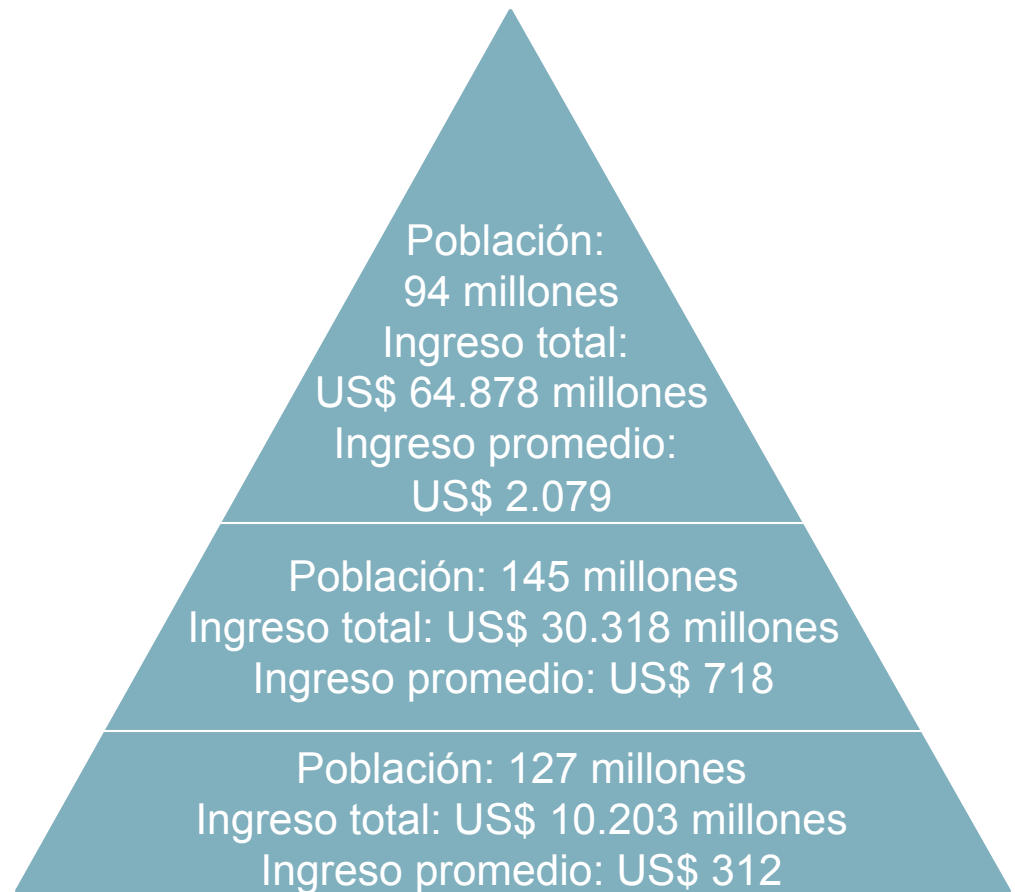 Población:
94 millones
Ingreso total:
US$ 64.878 millones
Ingreso promedio:
US$ 2.079
Población: 145 millones
Ingreso total: US$ 30.318 millones
Ingreso promedio: US$ 718
Población: 127 millones
Ingreso total: US$ 10.203 millones
Ingreso promedio: US$ 312